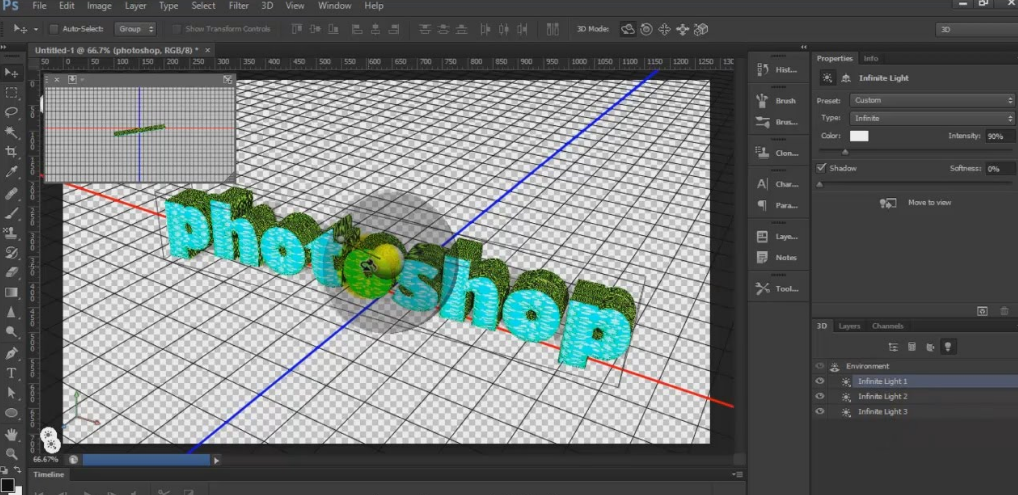 Ps File Edit Image Layer Type Select Filter 3D View Window Help
Auto-Select: Group Show Transform Controls 3D Mode: 3D
Untitled-1 @ 66.7% (photoshop, RGB/8) * ×
50 0 50 100 150 200 250 300 350 400 450 500 550 600 650 700 750 800 850 900 950 1000 1050 1100 1150 1200 1250
photoshop
66.67%
Timeline
Hist...
Brush
Brus...
Clon...
Char...
Para...
Laye...
Notes
Tool...
Properties Info
Infinite Light
Preset: Custom
Type: Infinite
Color: Intensity: 90%
Shadow Softness: 0%
Move to view
3D Layers Channels
Environment
Infinite Light 1
Infinite Light 2
Infinite Light 3